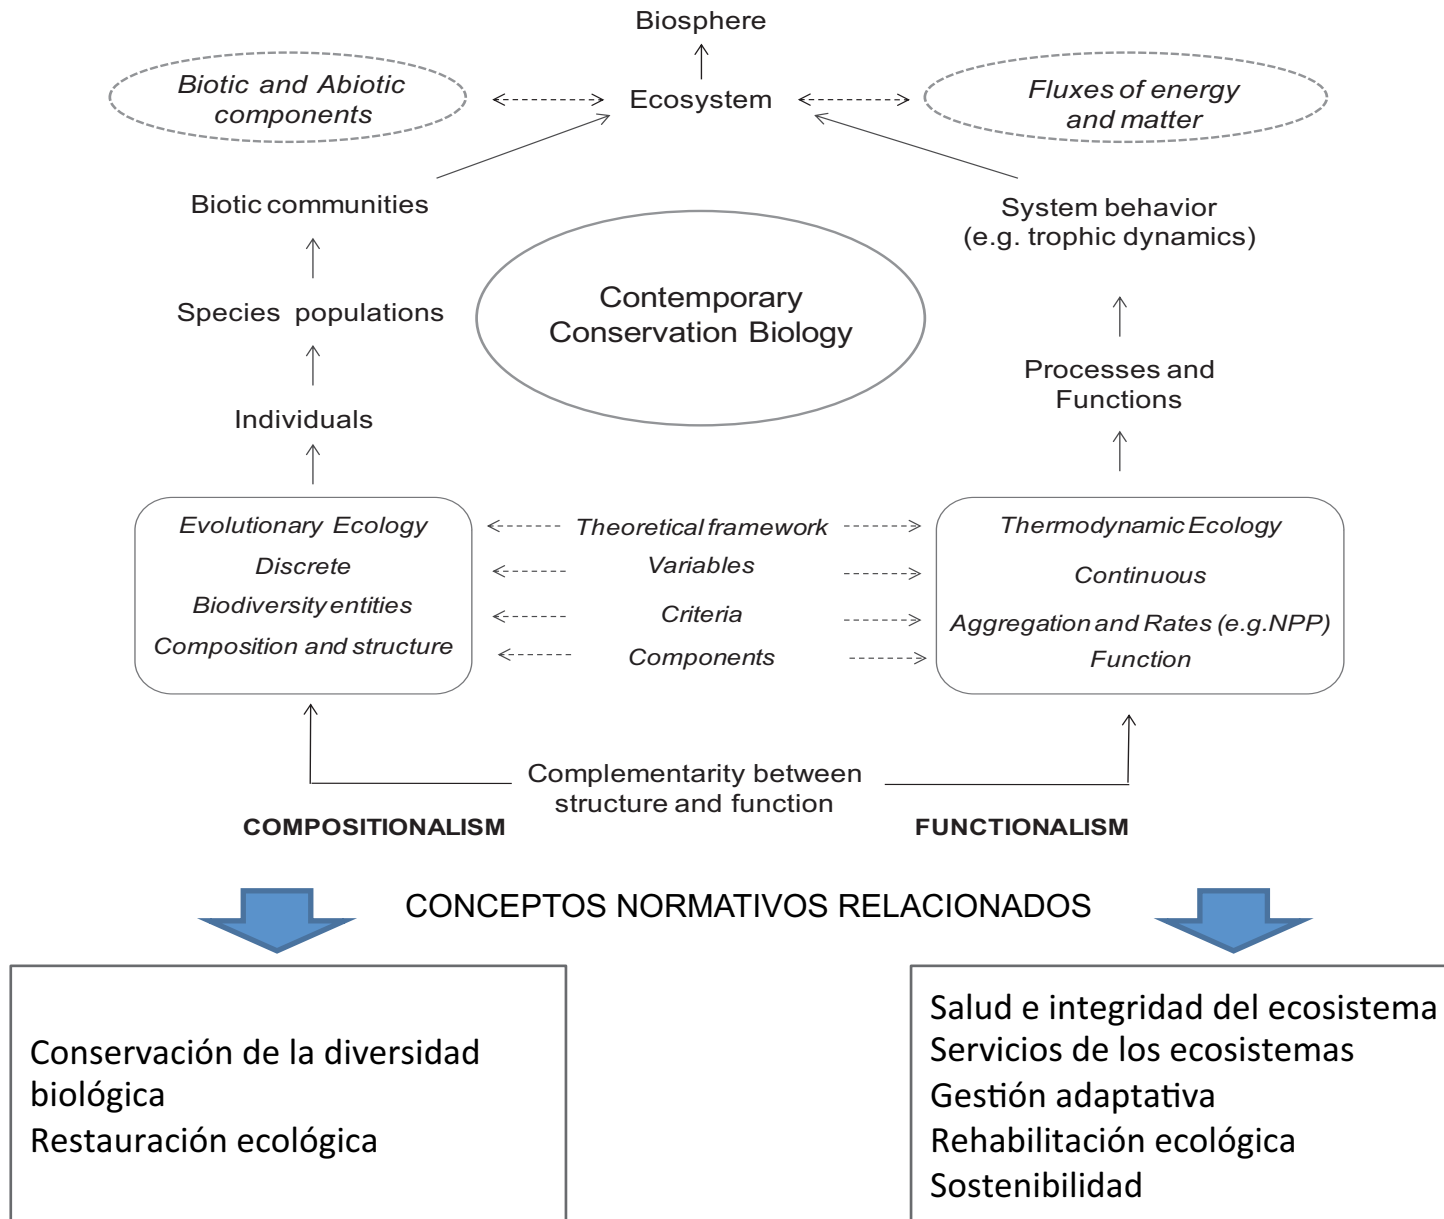 Biosphere
Biotic and Abiotic
components
Ecosystem
Fluxes of energy
and matter
Biotic communities
System behavior
(e.g. trophic dynamics)
Contemporary
Conservation Biology
Species populations
Processes and
Functions
Individuals
Evolutionary Ecology
Discrete
Biodiversity entities
Composition and structure
Theoretical framework
Variables
Criteria
Components
Thermodynamic Ecology
Continuous
Aggregation and Rates (e.g.NPP)
Function
Complementarity between
structure and function
COMPOSITIONALISM
FUNCTIONALISM
CONCEPTOS NORMATIVOS RELACIONADOS
Conservación de la diversidad
biológica
Restauración ecológica
Salud e integridad del ecosistema
Servicios de los ecosistemas
Gestión adaptativa
Rehabilitación ecológica
Sostenibilidad